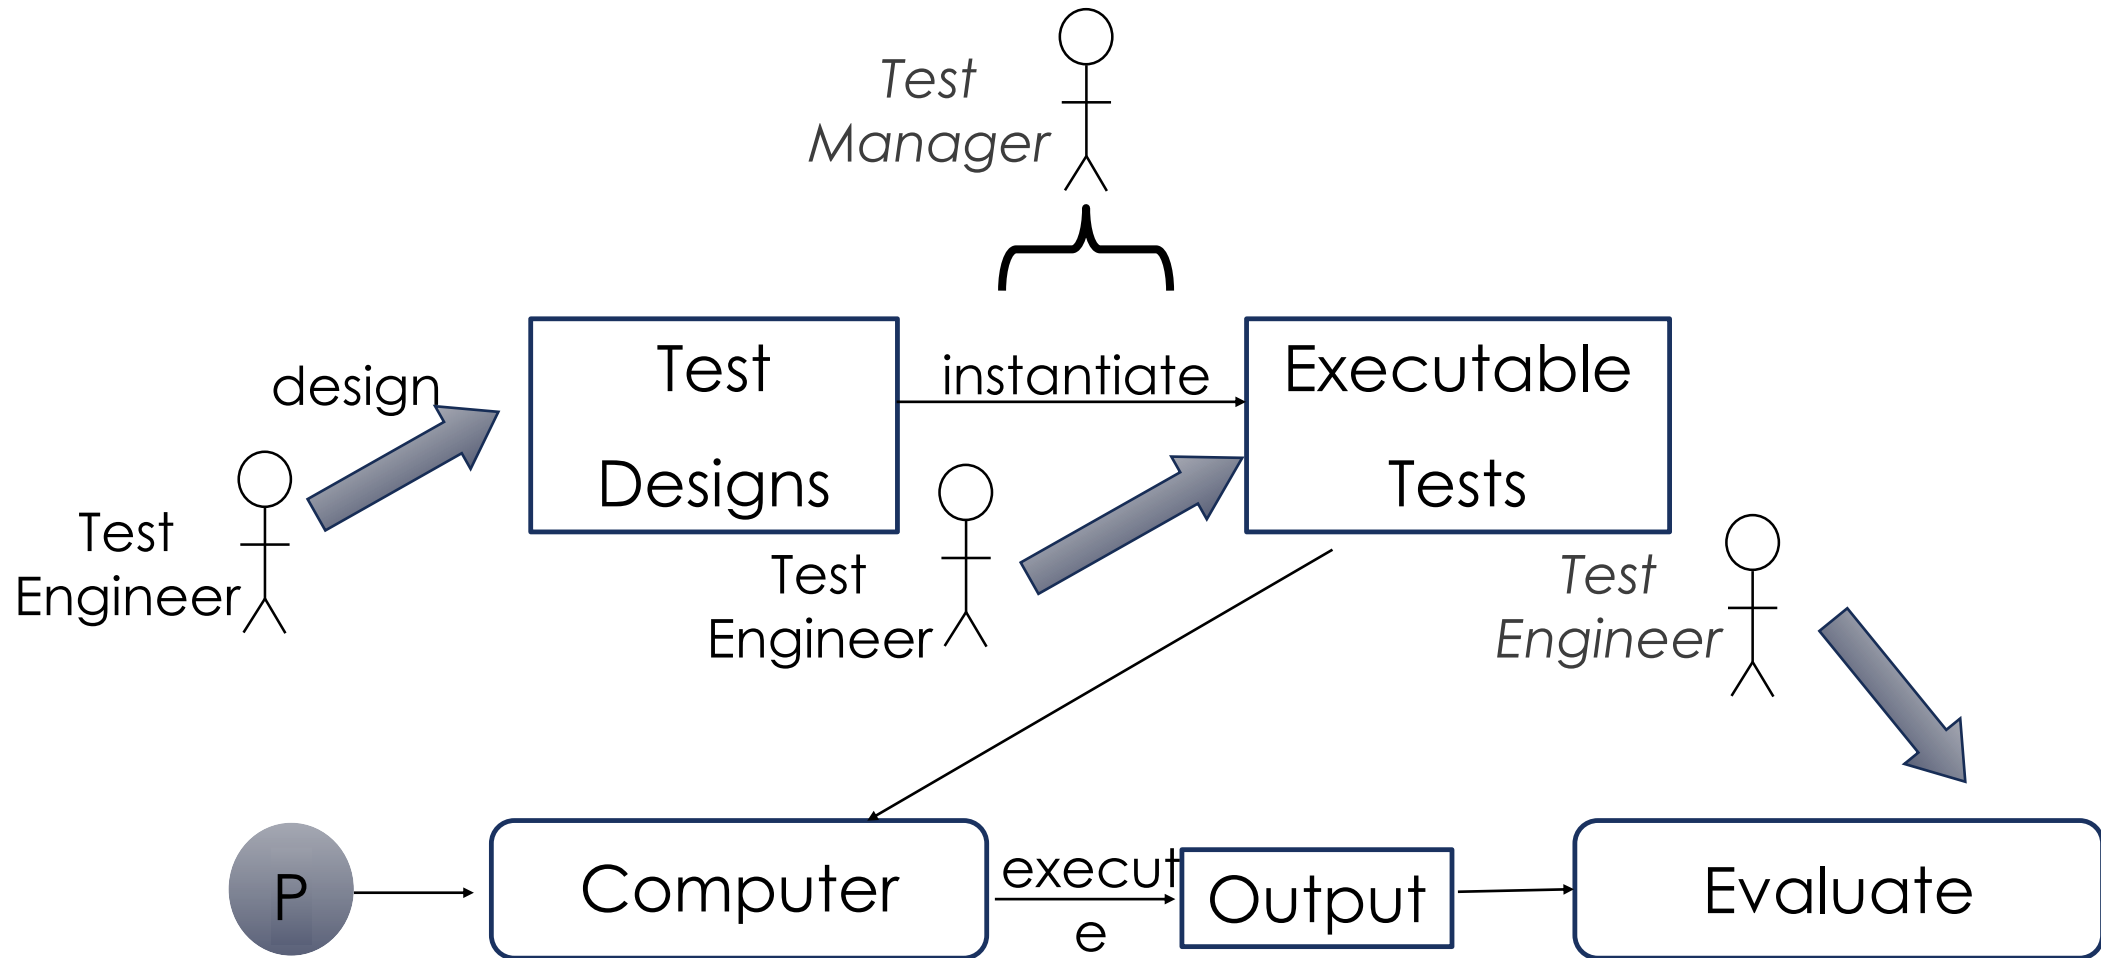 Test
Manager
design
Test
Designs
instantiate
Executable
Tests
Test
Engineer
Test
Engineer
Test
Engineer
P
Computer
execut
e
Output
Evaluate